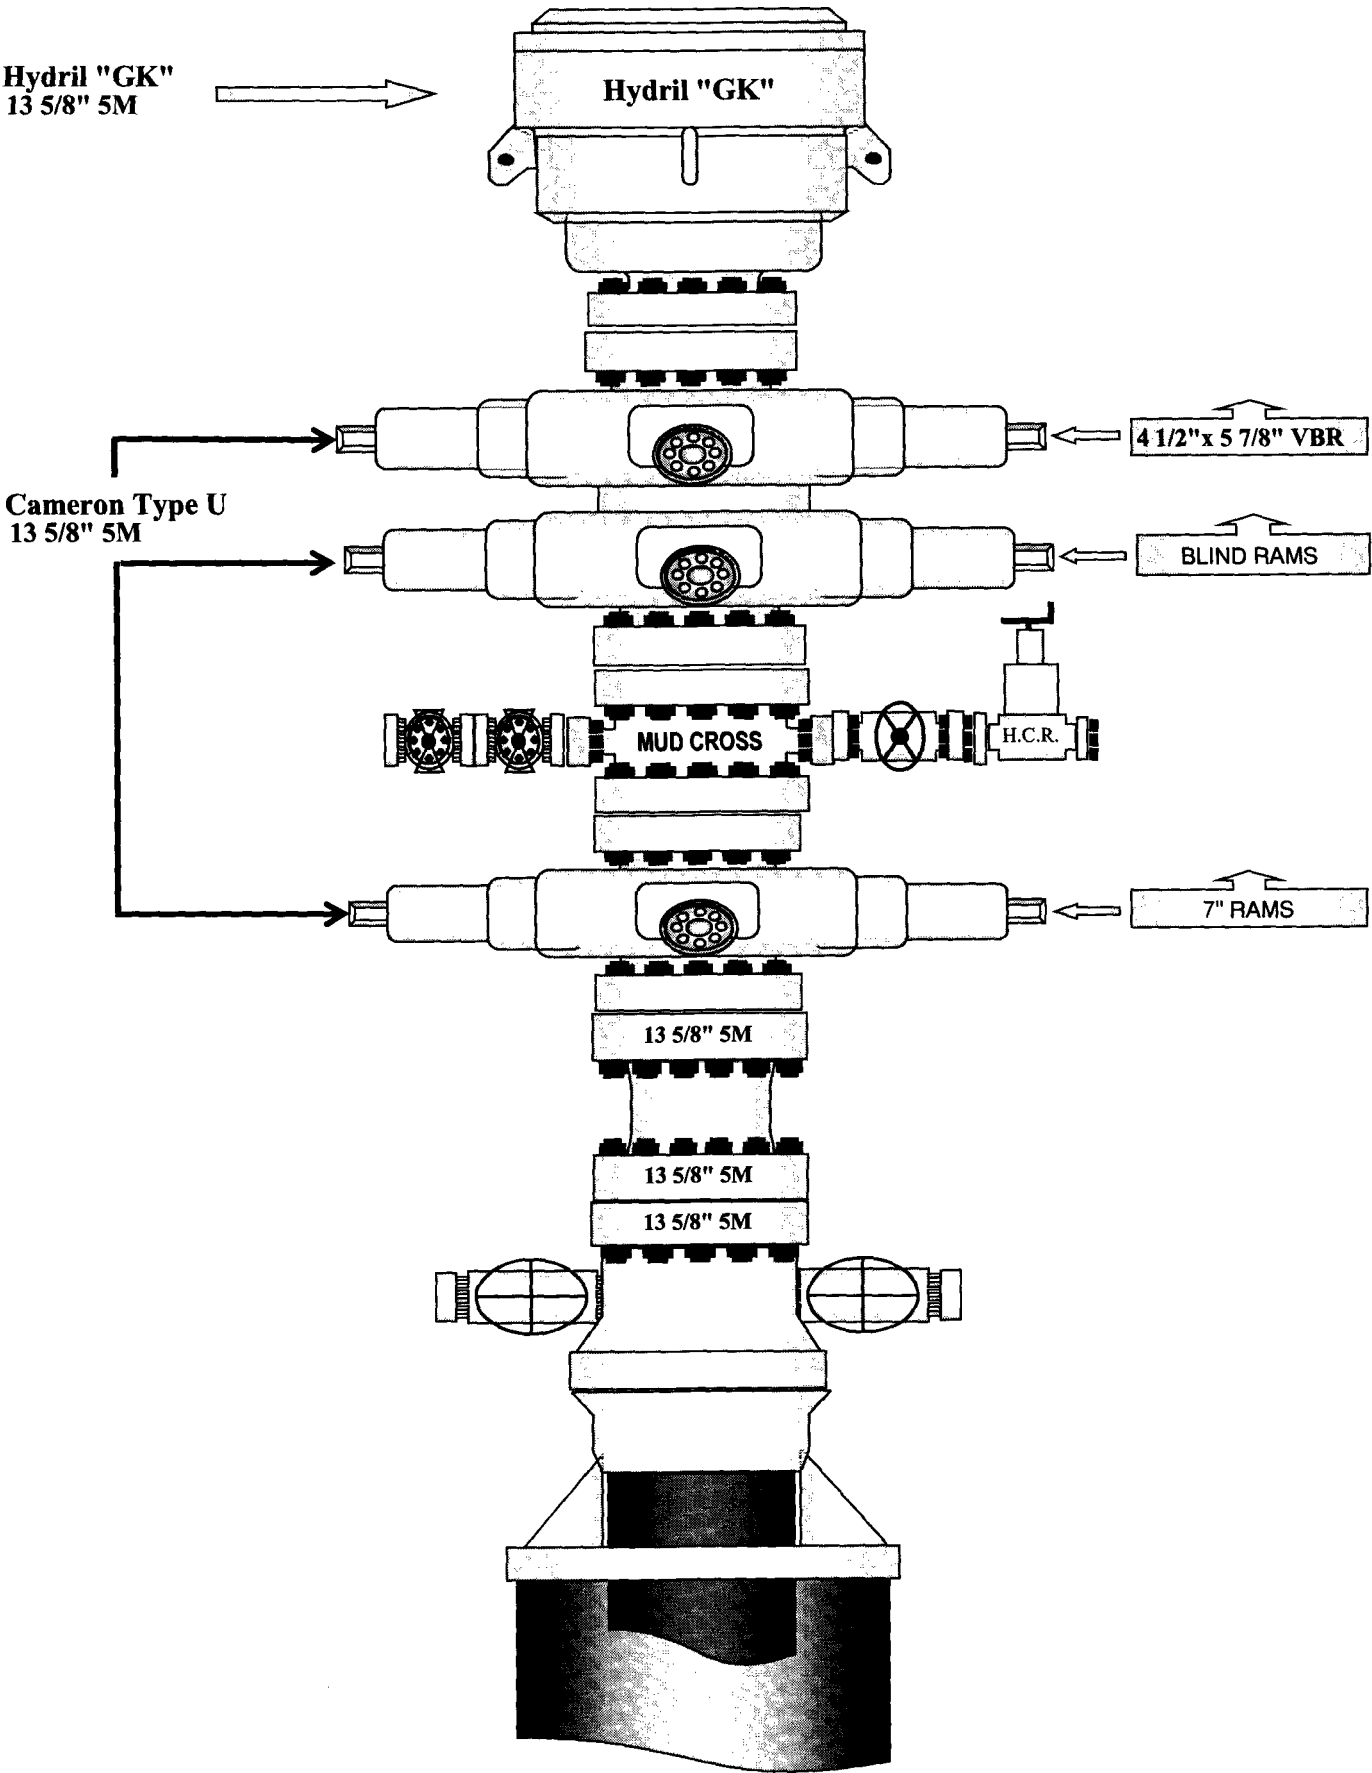 Hydril "GK"
13 5/8" 5M
Hydril "GK"
4 1/2"x 5 7/8" VBR
Cameron Type U
13 5/8" 5M
BLIND RAMS
MUD CROSS
H.C.R.
7" RAMS
13 5/8" 5M
13 5/8" 5M
13 5/8" 5M